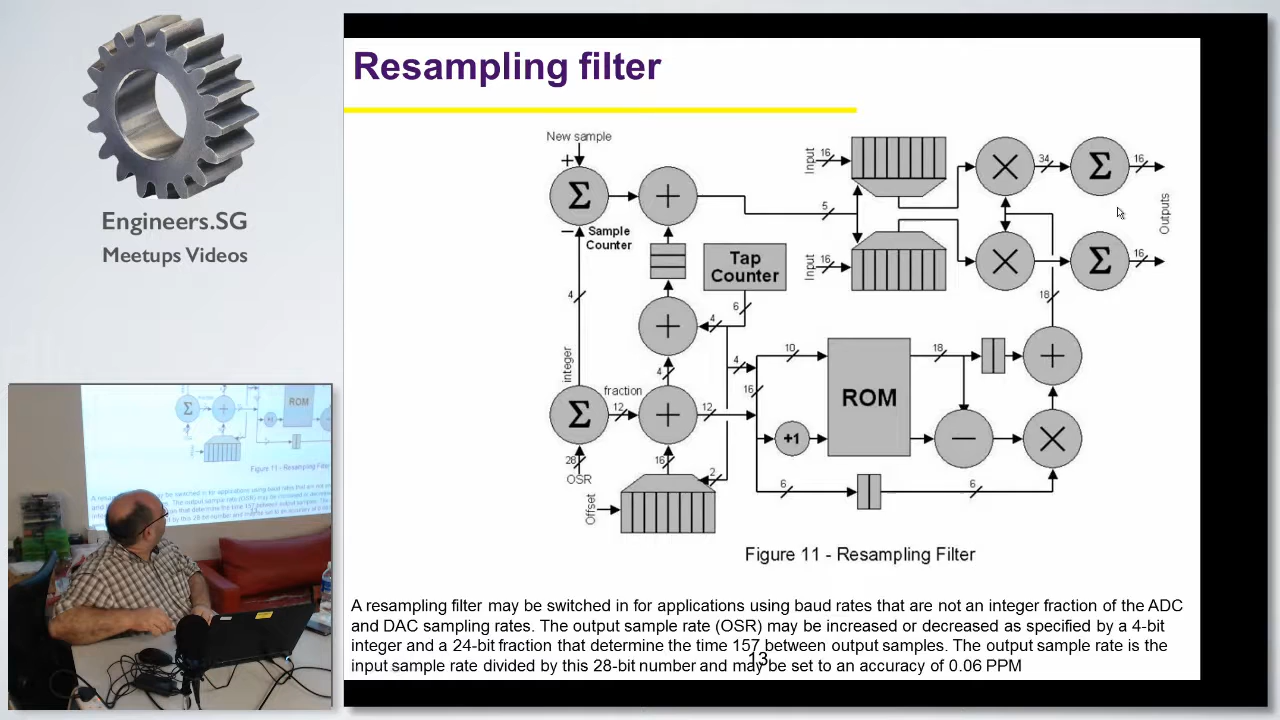 Engineers.SG
Meetups Videos
Resampling filter
New sample
+
Σ
−
Sample
Counter
+
4
integer
Tap
Counter
6
4
+
4
fraction
12
Σ
+
12
28
OSR
16
2
Offset
Input
16
5
Input
16
×
34
Σ
16
×
Σ
16
Outputs
18
4
16
10
ROM
18
+
+1
−
×
6
6
Figure 11 - Resampling Filter
A resampling filter may be switched in for applications using baud rates that are not an integer fraction of the ADC
and DAC sampling rates. The output sample rate (OSR) may be increased or decreased as specified by a 4-bit
integer and a 24-bit fraction that determine the time 157 between output samples. The output sample rate is the
input sample rate divided by this 28-bit number and may be set to an accuracy of 0.06 PPM
13
ROM
Figure 11 - Resampling Filter